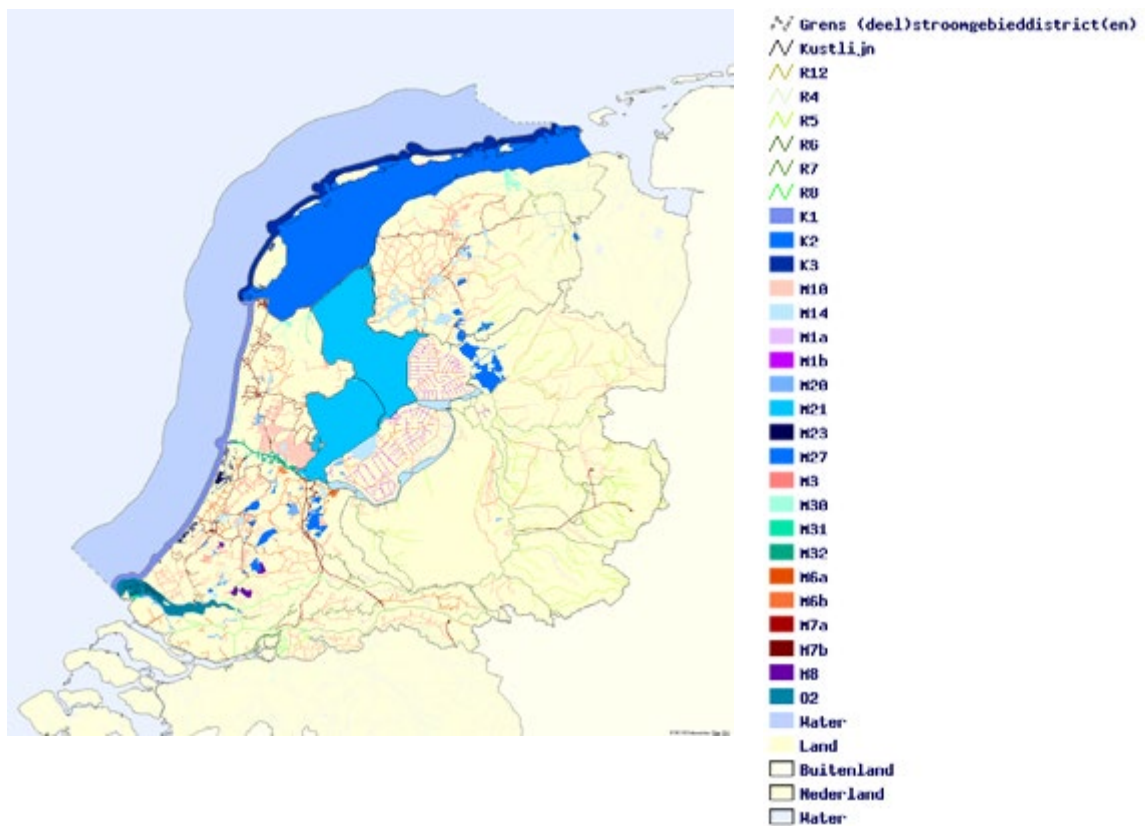 Grens (deel)stroomgebieddistrict(en)
Kustlijn
R12
R4
R5
R6
R7
R8
K1
K2
K3
M10
M14
M1a
M1b
M20
M21
M23
M27
M3
M30
M31
M32
M6a
M6b
M7a
M7b
M8
O2
Water
Land
Buitenland
Nederland
Water